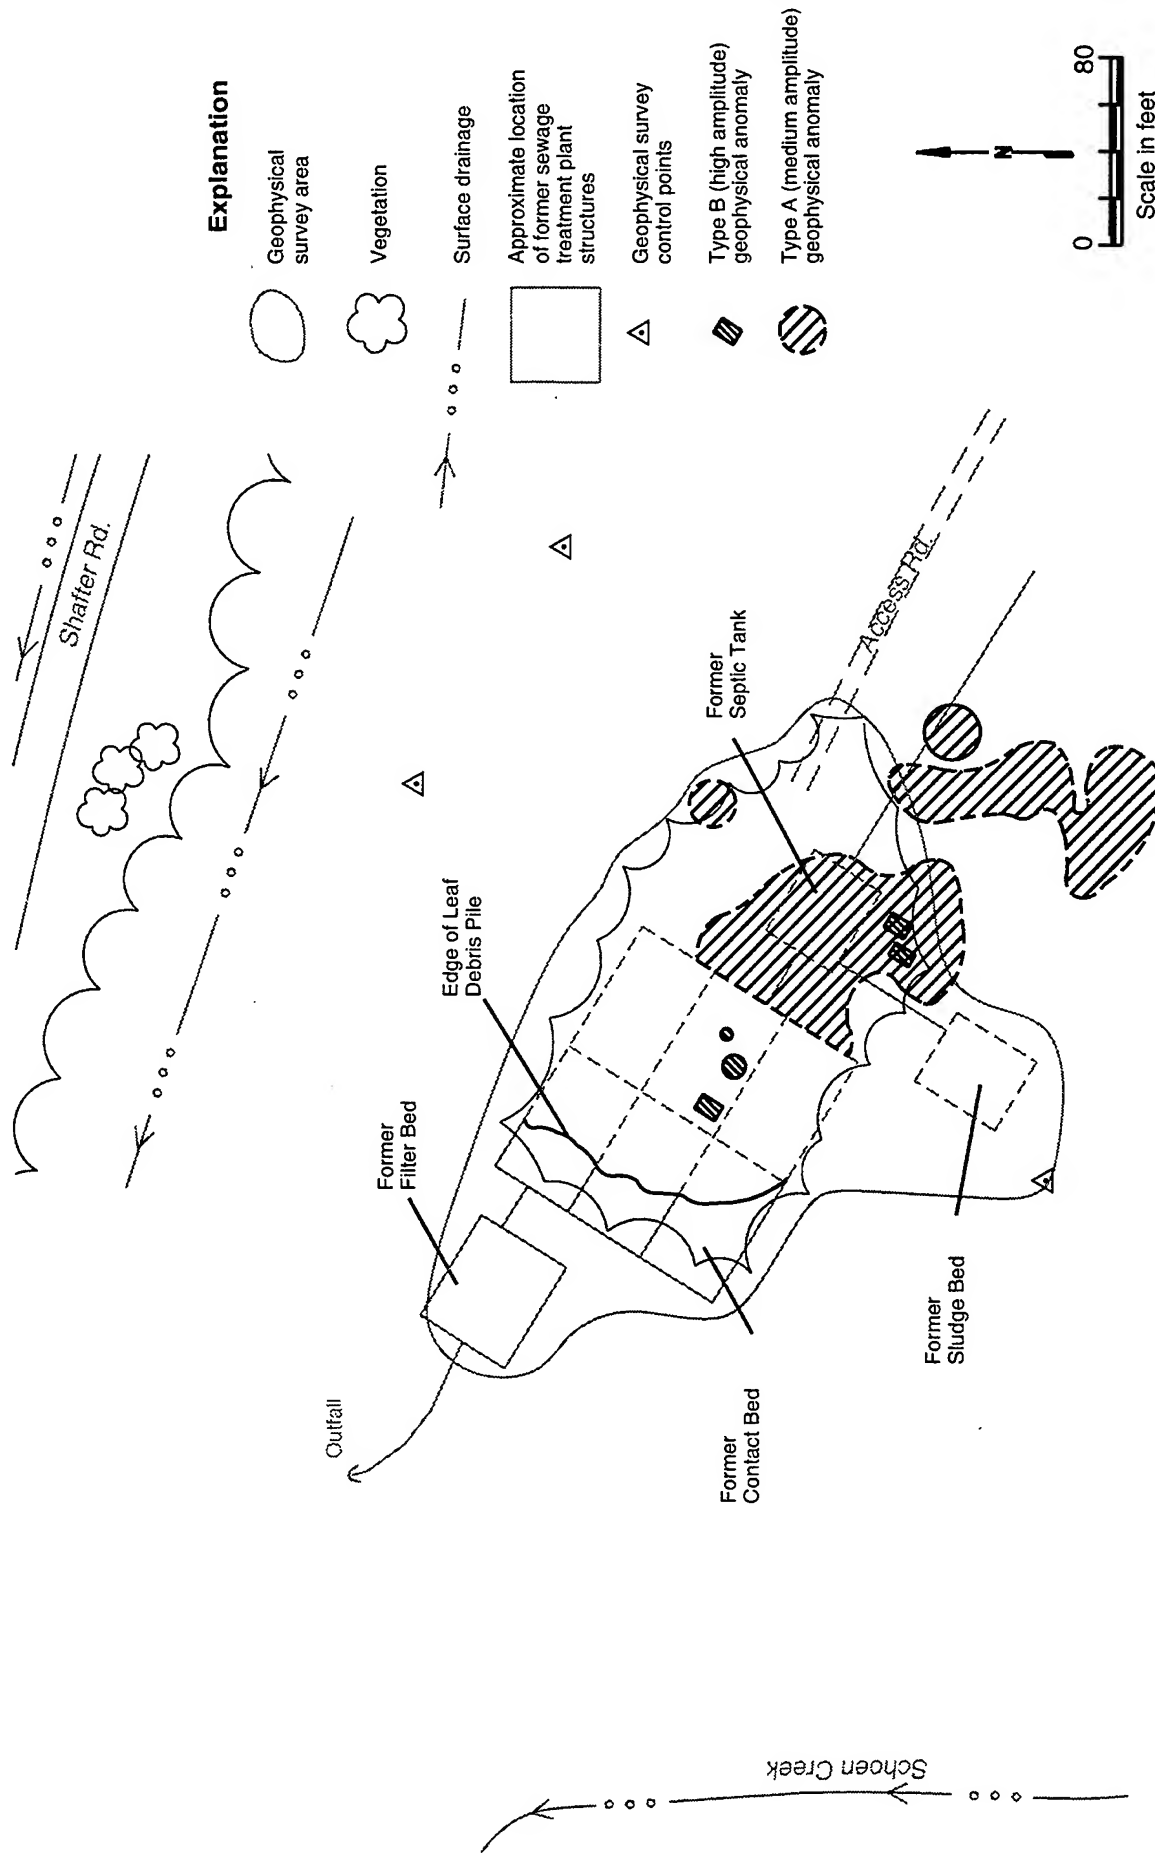 Explanation
Geophysical
survey area
Vegetation
Surface drainage
Approximate location
of former sewage
treatment plant
structures
Geophysical survey
control points
Type B (high amplitude)
geophysical anomaly
Type A (medium amplitude)
geophysical anomaly
N
0
80
Scale in feet
Shafter Rd.
Access Rd.
Former
Septic Tank
Edge of Leaf
Debris Pile
Former
Filter Bed
Outfall
Former
Contact Bed
Former
Sludge Bed
Schoen Creek